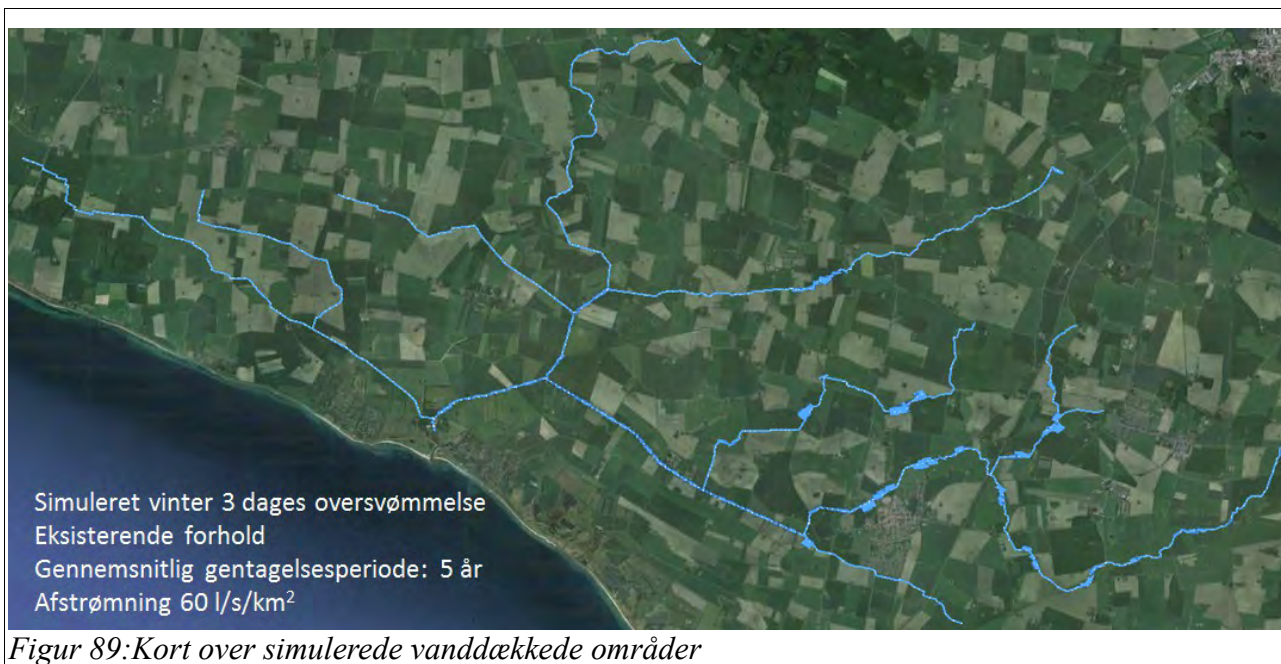 Simuleret vinter 3 dages oversvømmelse
Eksisterende forhold
Gennemsnitlig gentagelsesperiode: 5 år
Afstrømning 60 l/s/km²
Figur 89:Kort over simulerede vanddækkede områder